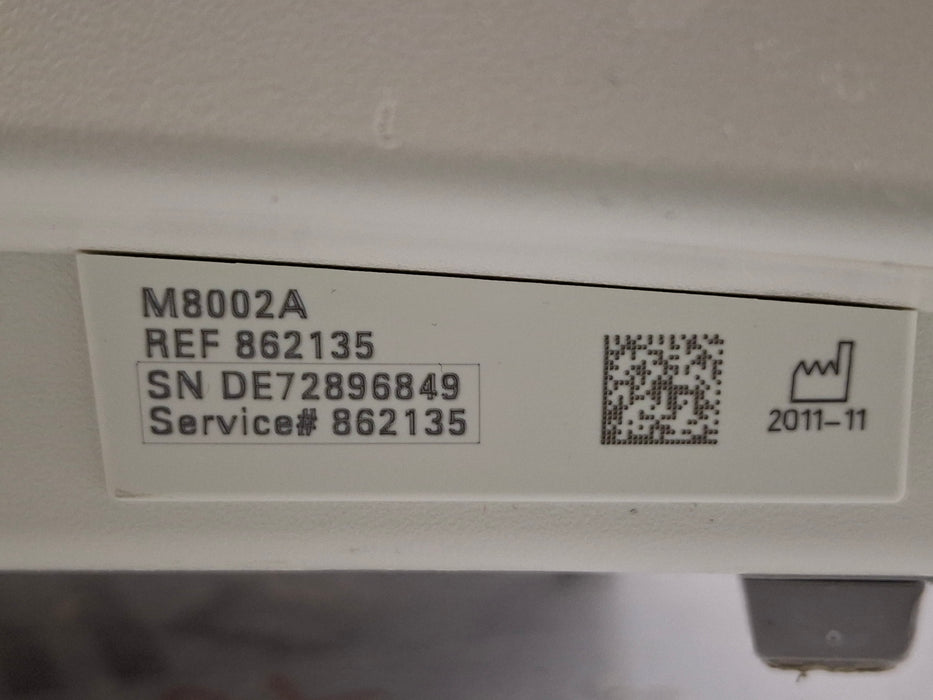 M8002A
REF 862135
SN DE72896849
Service# 862135
2011-11